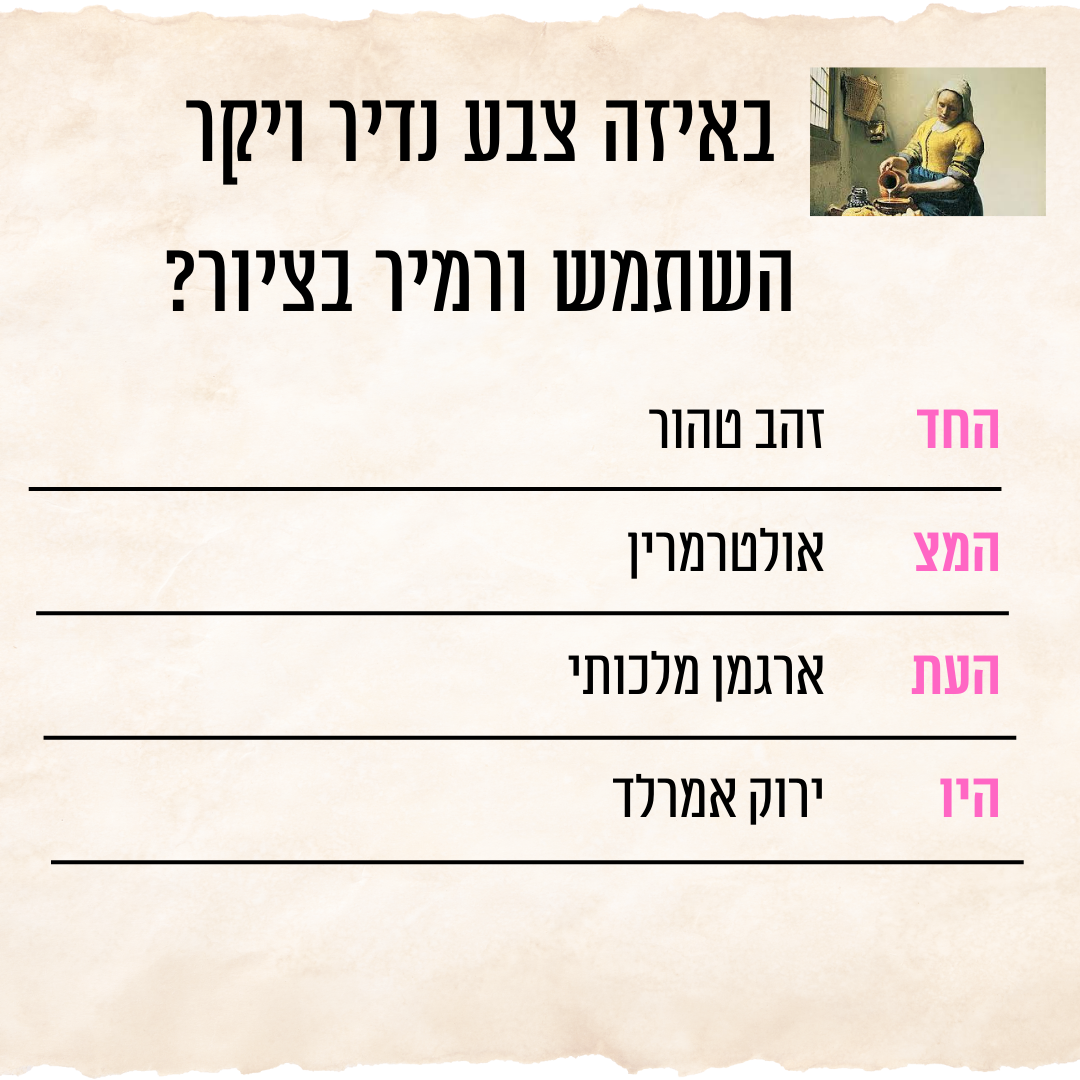 באיזה צבע נדיר ויקר
השתמש ורמיר בציור?
החד זהב טהור
המצ אולטרמרין
העת ארגמן מלכותי
היו ירוק אמרלד